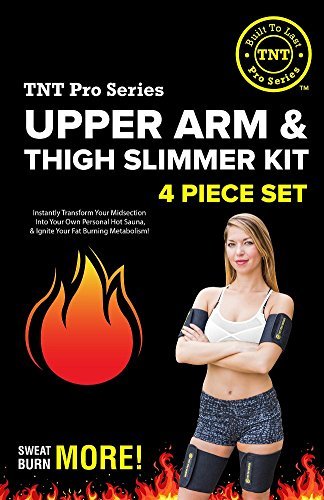 Built To Last
TNT
Pro Series
™
TNT Pro Series
UPPER ARM &
THIGH SLIMMER KIT
4 PIECE SET
Instantly Transform Your Midsection
Into Your Own Personal Hot Sauna,
& Ignite Your Fat Burning Metabolism!
SWEAT
BURN
MORE!